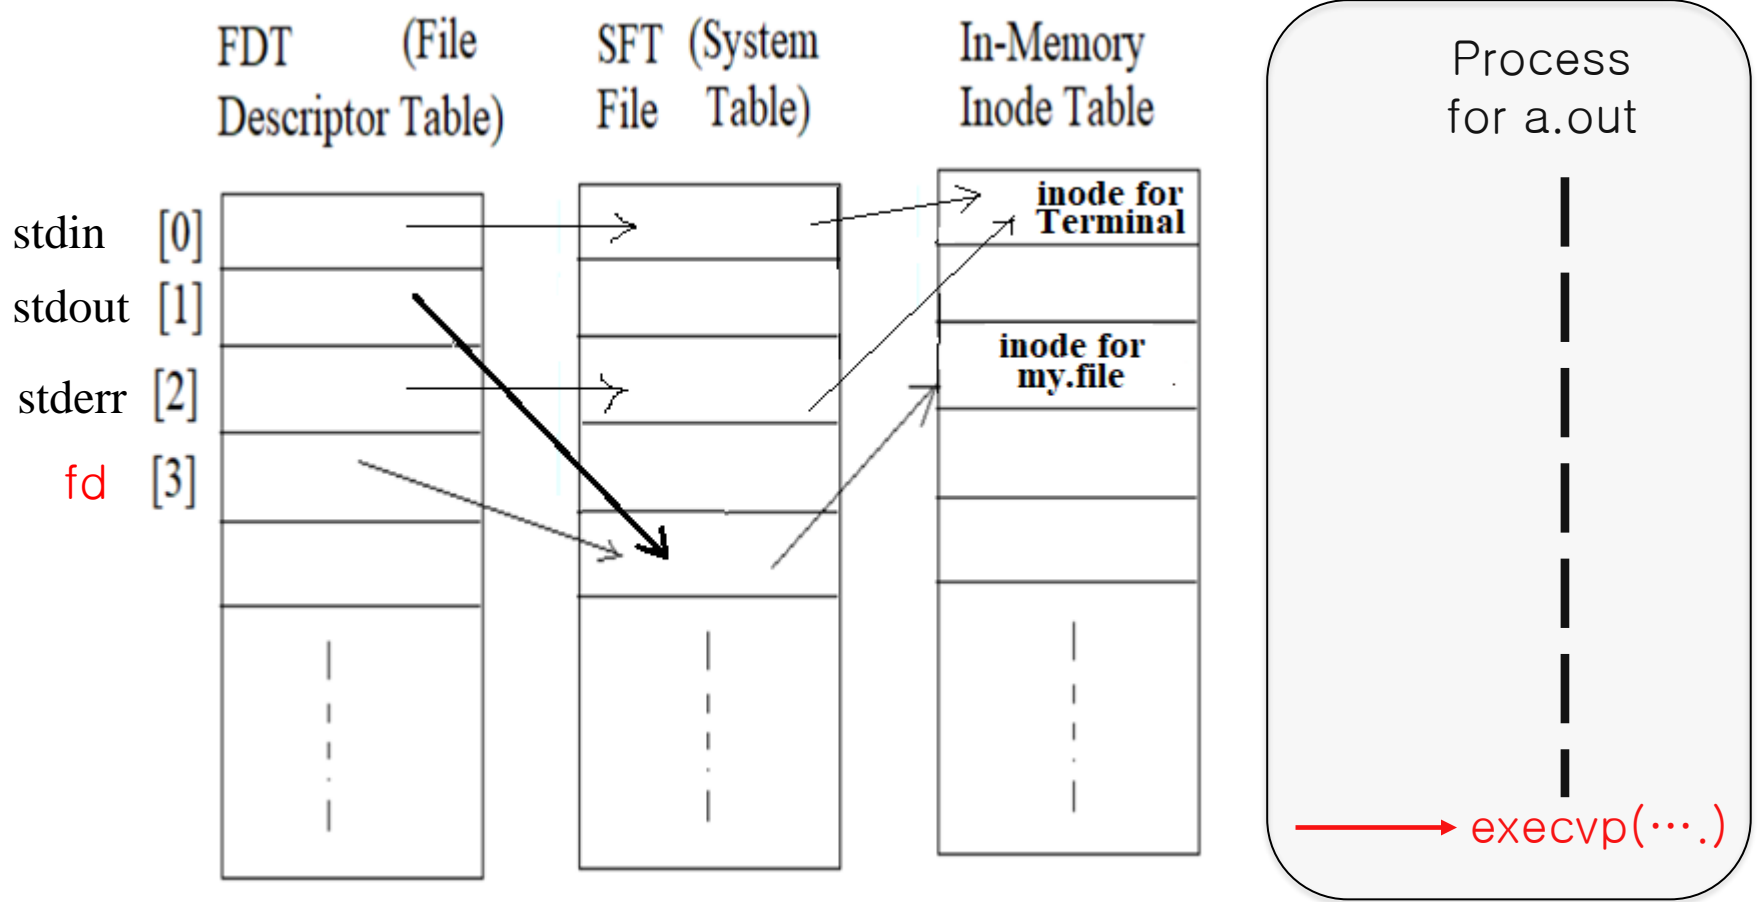 FDT (File
Descriptor Table)
SFT (System
File Table)
In-Memory
Inode Table
Process
for a.out
stdin [0]
stdout [1]
stderr [2]
fd [3]
inode for
Terminal
inode for
my.file
execvp(….)